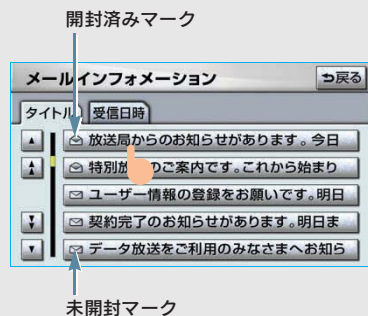 開封済みマーク
メールインフォメーション
戻る
タイトル 受信日時
放送局からのお知らせがあります。今日
特別放 のご案内です。これから始まり
ユーザー情報の登録をお願いです。明日
契約完了のお知らせがあります。明日ま
データ放送をご利用のみなさまへお知ら
未開封マーク